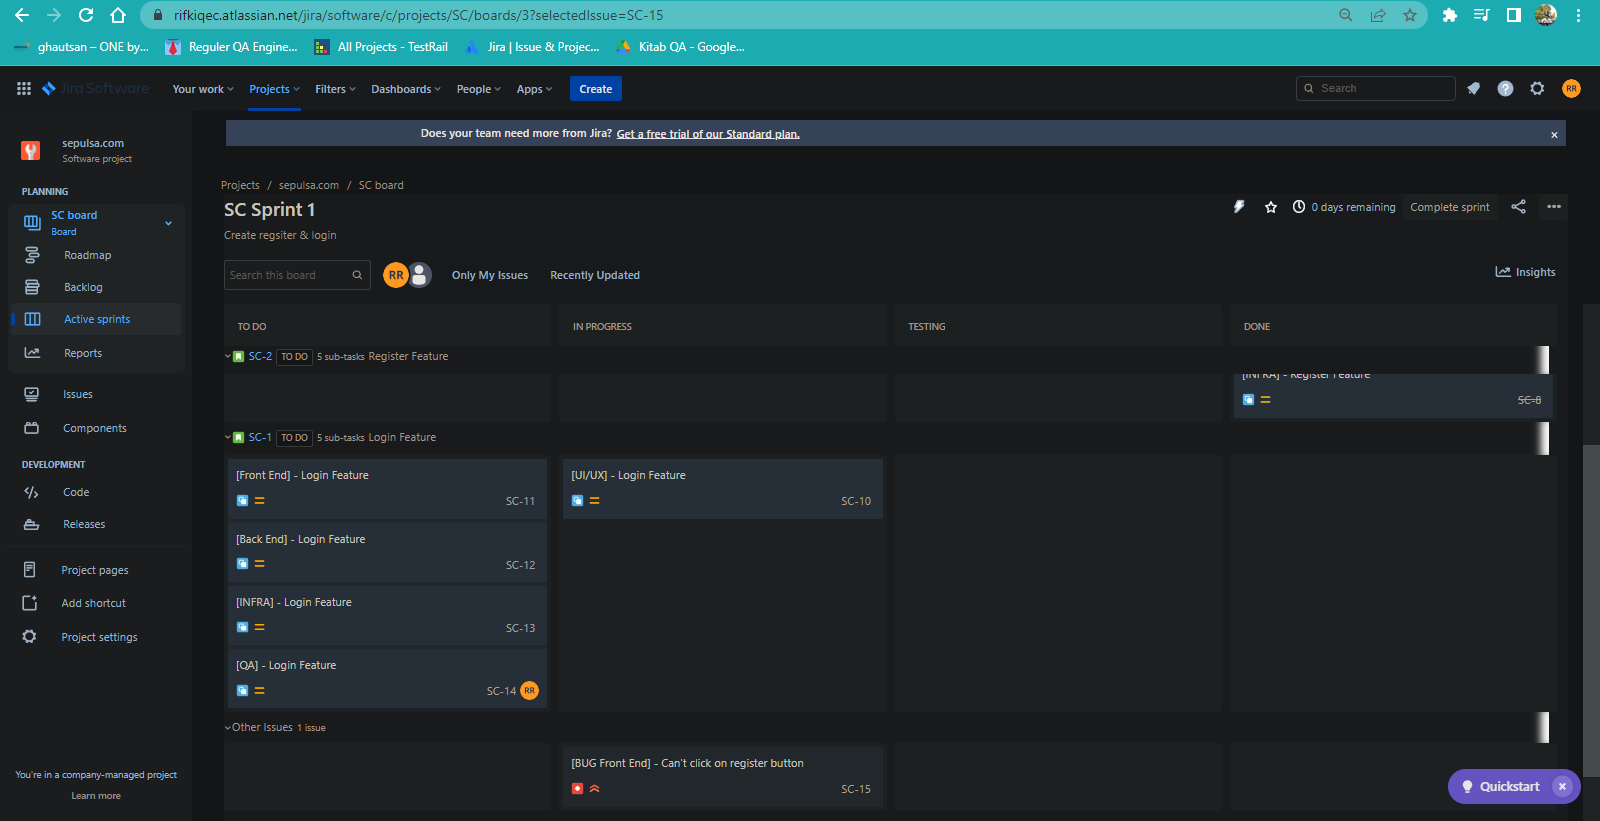 rifkiqec.atlassian.net/jira/software/c/projects/SC/boards/3?selectedIssue=SC-15
ghautsan – ONE by...
Reguler QA Engine...
All Projects - TestRail
Jira | Issue & Projec...
Kitab QA - Google...
Jira Software
Your work
Projects
Filters
Dashboards
People
Apps
Create
Search
RR
Does your team need more from Jira? Get a free trial of our Standard plan.
sepulsa.com
Software project
PLANNING
SC board
Board
Roadmap
Backlog
Active sprints
Reports
Issues
Components
DEVELOPMENT
Code
Releases
Project pages
Add shortcut
Project settings
You're in a company-managed project
Learn more
Projects / sepulsa.com / SC board
SC Sprint 1
0 days remaining
Complete sprint
Create regsiter & login
Search this board
RR
Only My Issues
Recently Updated
Insights
TO DO
IN PROGRESS
TESTING
DONE
SC-2 TO DO 5 sub-tasks Register Feature
[INFRA] - Register Feature
SC-8
SC-1 TO DO 5 sub-tasks Login Feature
[Front End] - Login Feature
SC-11
[Back End] - Login Feature
SC-12
[INFRA] - Login Feature
SC-13
[QA] - Login Feature
SC-14 RR
[UI/UX] - Login Feature
SC-10
Other Issues 1 issue
[BUG Front End] - Can't click on register button
SC-15
Quickstart